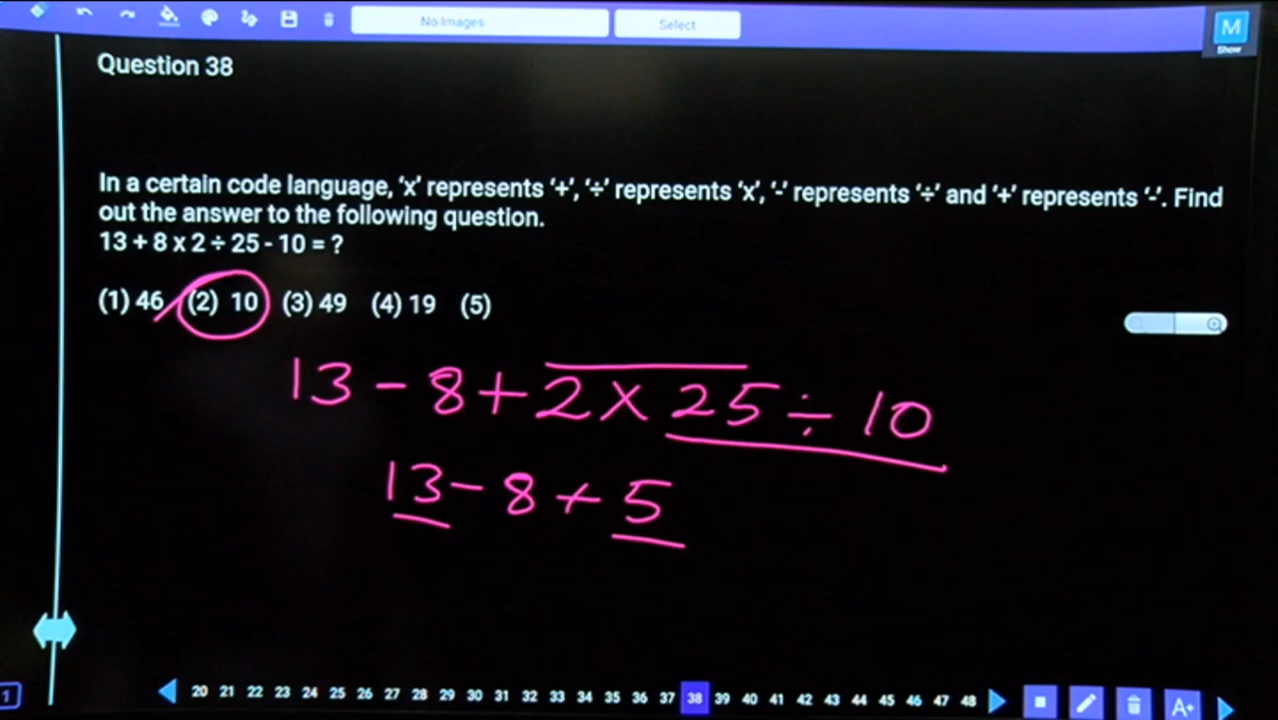 No Images
Select
M
Show
Question 38
In a certain code language, ‘x’ represents ‘+’, ‘÷’ represents ‘x’, ‘-’ represents ‘÷’ and ‘+’ represents ‘-’. Find
out the answer to the following question.
13 + 8 x 2 ÷ 25 - 10 = ?
(1) 46 (2) 10 (3) 49 (4) 19 (5)
13 - 8 + 2 × 25 ÷ 10
13 - 8 + 5
1
20 21 22 23 24 25 26 27 28 29 30 31 32 33 34 35 36 37 38 39 40 41 42 43 44 45 46 47 48
A+